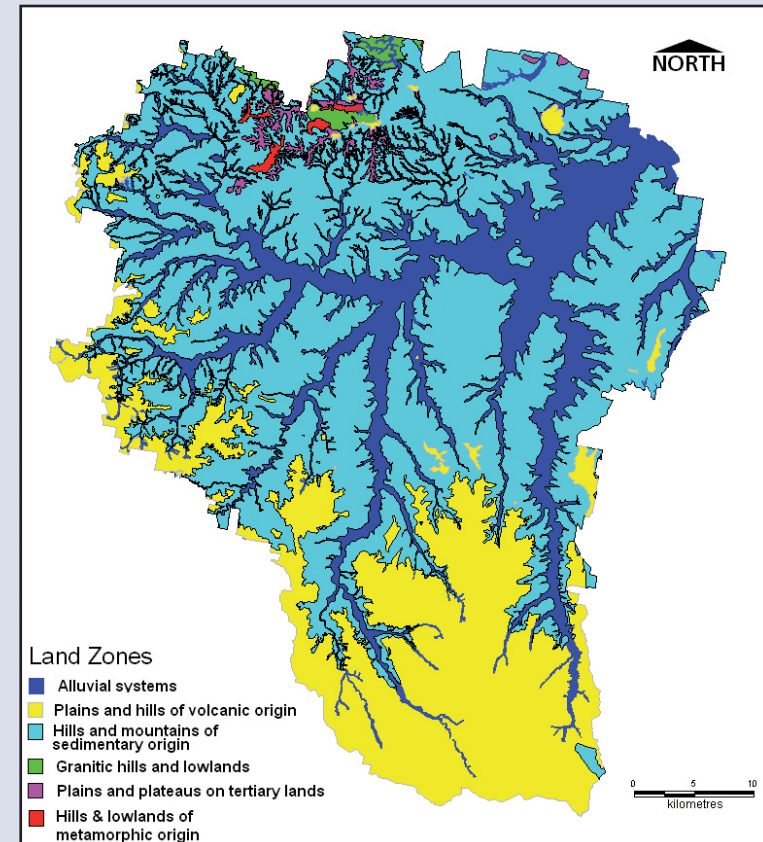 NORTH
Land Zones
Alluvial systems
Plains and hills of volcanic origin
Hills and mountains of
sedimentary origin
Granitic hills and lowlands
Plains and plateaus on tertiary lands
Hills & lowlands of
metamorphic origin
0 5 10
kilometres